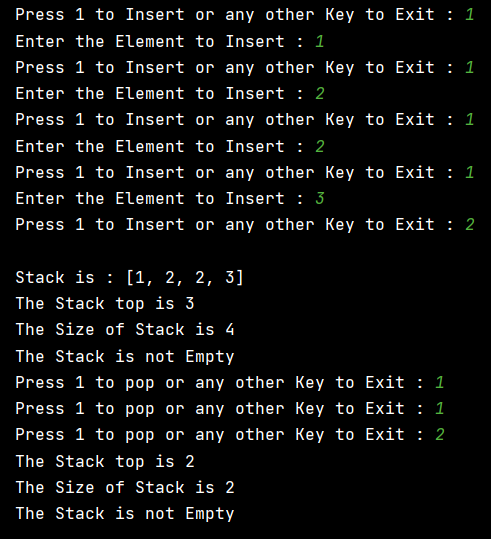 Press 1 to Insert or any other Key to Exit : 1
Enter the Element to Insert : 1
Press 1 to Insert or any other Key to Exit : 1
Enter the Element to Insert : 2
Press 1 to Insert or any other Key to Exit : 1
Enter the Element to Insert : 2
Press 1 to Insert or any other Key to Exit : 1
Enter the Element to Insert : 3
Press 1 to Insert or any other Key to Exit : 2
Stack is : [1, 2, 2, 3]
The Stack top is 3
The Size of Stack is 4
The Stack is not Empty
Press 1 to pop or any other Key to Exit : 1
Press 1 to pop or any other Key to Exit : 1
Press 1 to pop or any other Key to Exit : 2
The Stack top is 2
The Size of Stack is 2
The Stack is not Empty